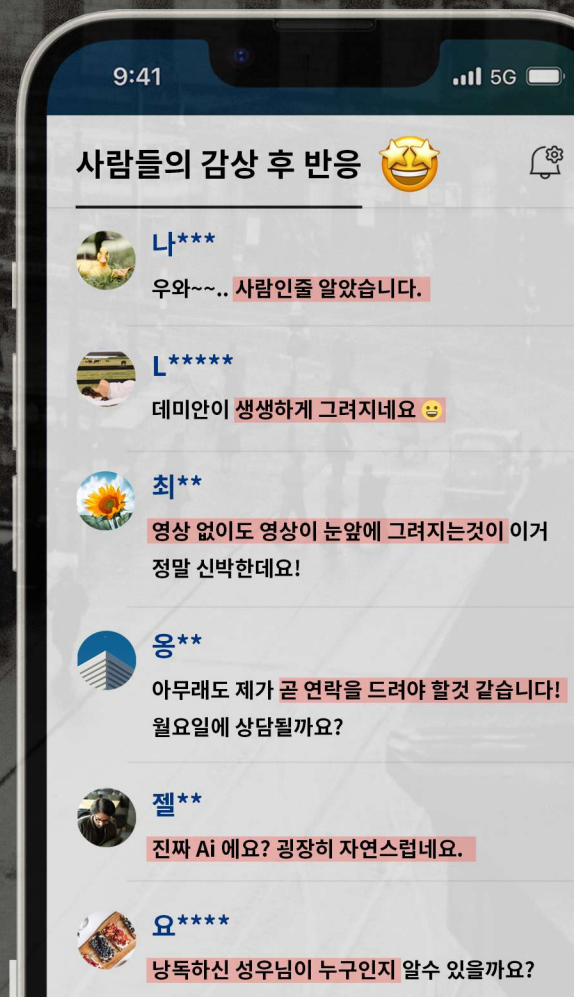 9:41
5G
사람들의 감상 후 반응
나***
우와~~.. 사람인줄 알았습니다.
L*****
데미안이 생생하게 그려지네요
최**
영상 없이도 영상이 눈앞에 그려지는것이 이거
정말 신박한데요!
옹**
아무래도 제가 곧 연락을 드려야 할것 같습니다!
월요일에 상담될까요?
젤**
진짜 Ai 에요? 굉장히 자연스럽네요.
요****
낭독하신 성우님이 누구인지 알수 있을까요?